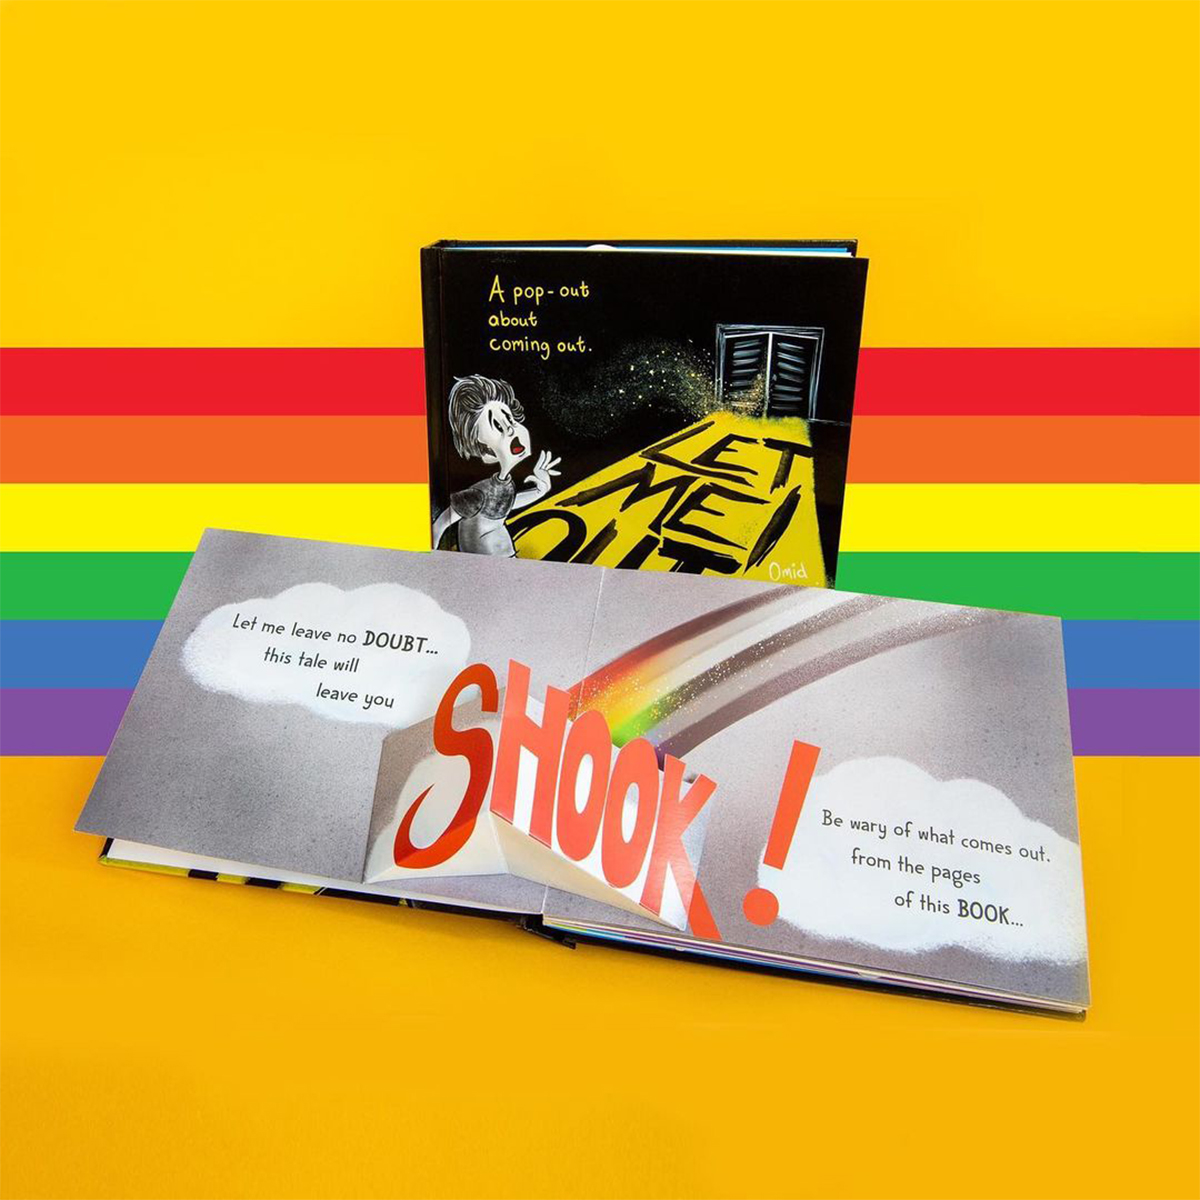 A pop-out
about
coming out.
LET
ME
OUT!
Omid
Let me leave no DOUBT...
this tale will
leave you
SHOOK!
Be wary of what comes out.
from the pages
of this BOOK...